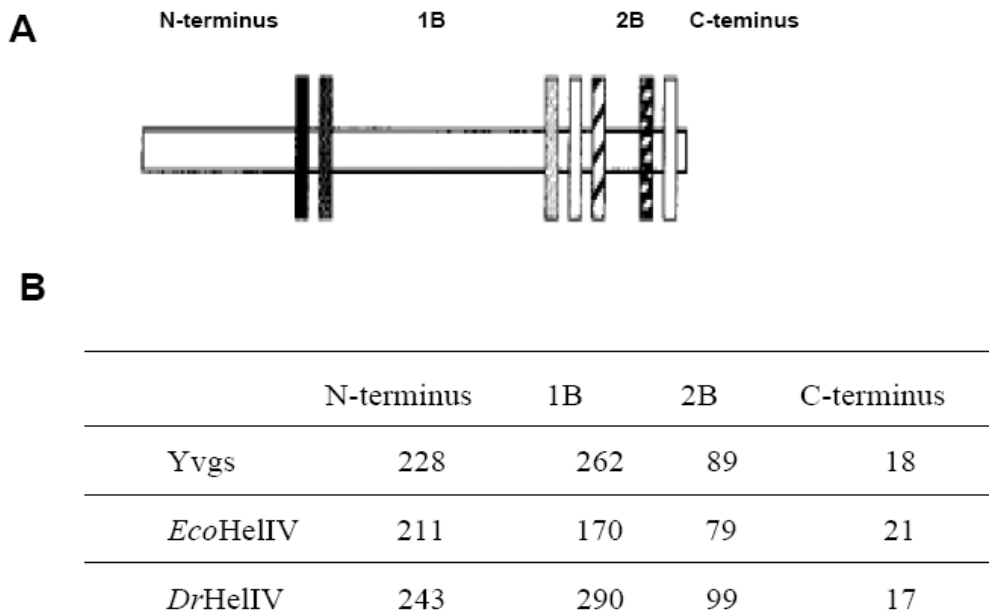 A
N-terminus 1B 2B C-teminus
B
N-terminus 1B 2B C-terminus
Yvgs 228 262 89 18
EcoHelIV 211 170 79 21
DrHelIV 243 290 99 17